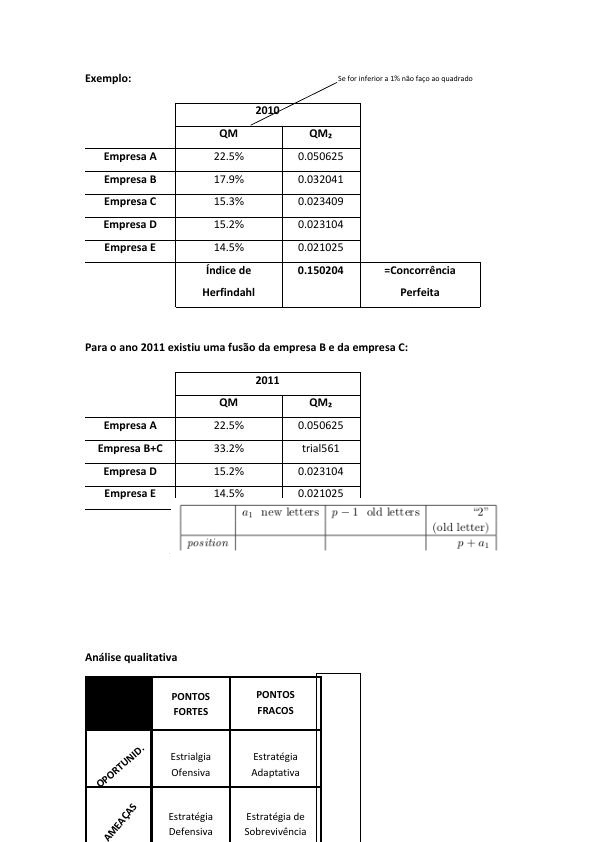 Exemplo:
Se for inferior a 1% não faço ao quadrado
2010
QM QM₂
Empresa A 22.5% 0.050625
Empresa B 17.9% 0.032041
Empresa C 15.3% 0.023409
Empresa D 15.2% 0.023104
Empresa E 14.5% 0.021025
Índice de 0.150204 =Concorrência
Herfindahl Perfeita
Para o ano 2011 existiu uma fusão da empresa B e da empresa C:
2011
QM QM₂
Empresa A 22.5% 0.050625
Empresa B+C 33.2% trial561
Empresa D 15.2% 0.023104
Empresa E 14.5% 0.021025
a₁ new letters p − 1 old letters “2”
(old letter)
position p + a₁
Análise qualitativa
PONTOS PONTOS
FORTES FRACOS
OPORTUNID. Estrialgia Estratégia
Ofensiva Adaptativa
AMEAÇAS Estratégia Estratégia de
Defensiva Sobrevivência